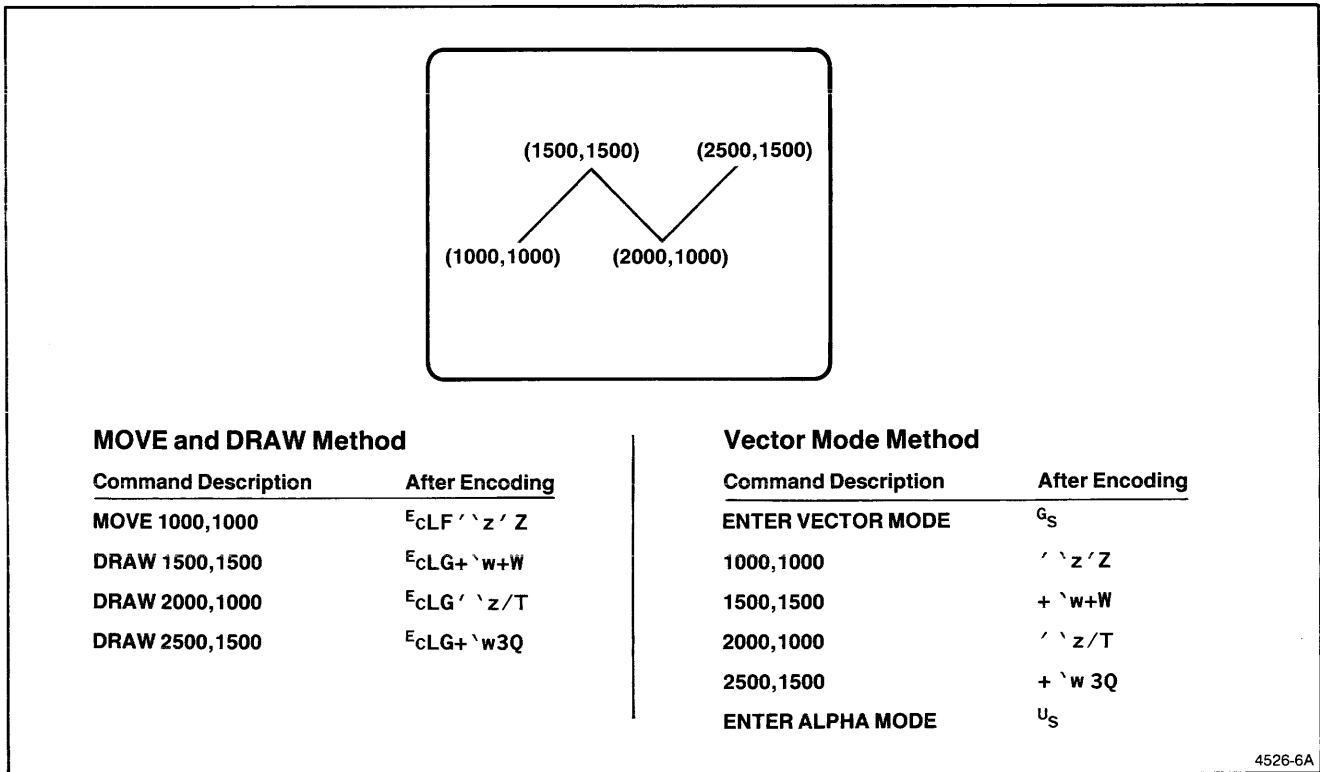 (1500,1500) (2500,1500)
(1000,1000) (2000,1000)
MOVE and DRAW Method
Command Description After Encoding
MOVE 1000,1000 EcLF'`z'Z
DRAW 1500,1500 EcLG+`w+W
DRAW 2000,1000 EcLG'`z/T
DRAW 2500,1500 EcLG+`w3Q
Vector Mode Method
Command Description After Encoding
ENTER VECTOR MODE GS
1000,1000 '`z'Z
1500,1500 +`w+W
2000,1000 '`z/T
2500,1500 +`w3Q
ENTER ALPHA MODE US
4526-6A